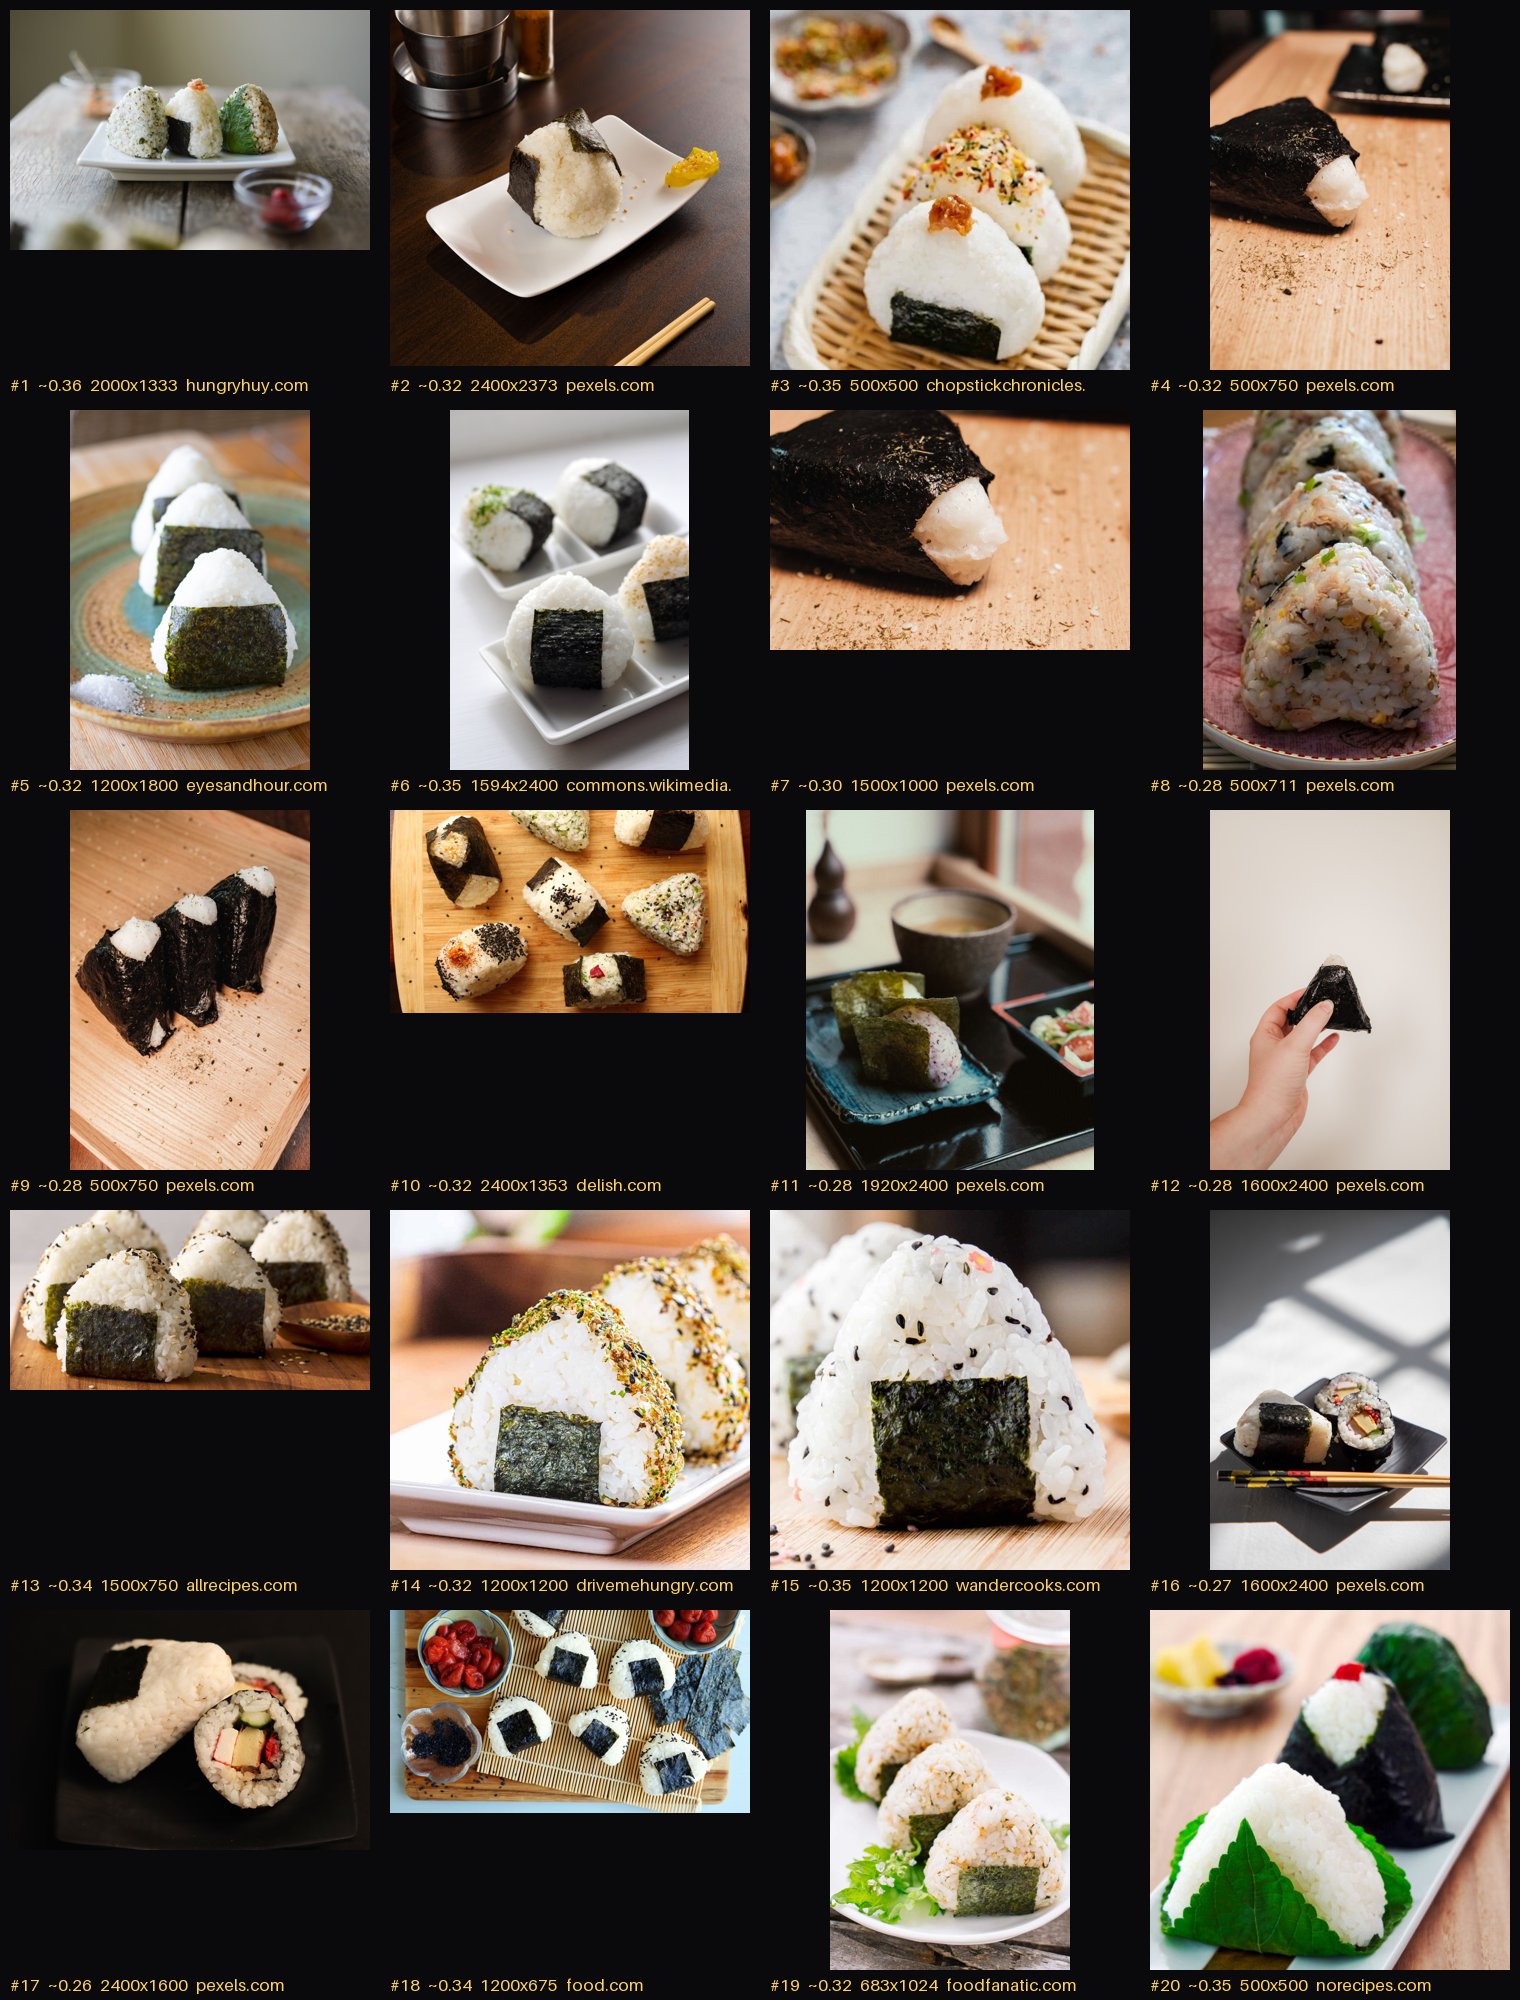 #1 ~0.36 2000x1333 hungryhuy.com
#2 ~0.32 2400x2373 pexels.com
#3 ~0.35 500x500 chopstickchronicles.
#4 ~0.32 500x750 pexels.com
#5 ~0.32 1200x1800 eyesandhour.com
#6 ~0.35 1594x2400 commons.wikimedia.
#7 ~0.30 1500x1000 pexels.com
#8 ~0.28 500x711 pexels.com
#9 ~0.28 500x750 pexels.com
#10 ~0.32 2400x1353 delish.com
#11 ~0.28 1920x2400 pexels.com
#12 ~0.28 1600x2400 pexels.com
#13 ~0.34 1500x750 allrecipes.com
#14 ~0.32 1200x1200 drivemehungry.com
#15 ~0.35 1200x1200 wandercooks.com
#16 ~0.27 1600x2400 pexels.com
#17 ~0.26 2400x1600 pexels.com
#18 ~0.34 1200x675 food.com
#19 ~0.32 683x1024 foodfanatic.com
#20 ~0.35 500x500 norecipes.com